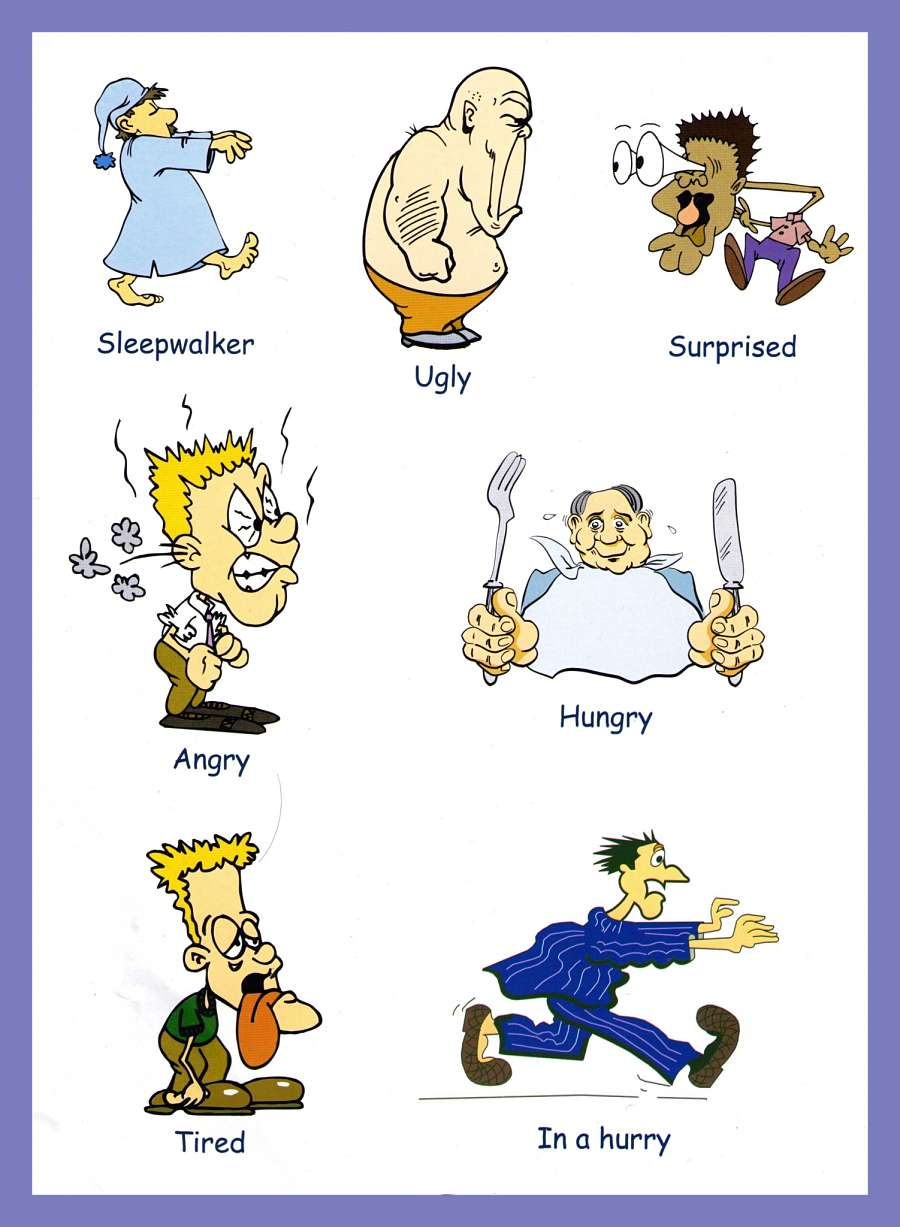 Sleepwalker
Ugly
Surprised
Angry
Hungry
Tired
In a hurry